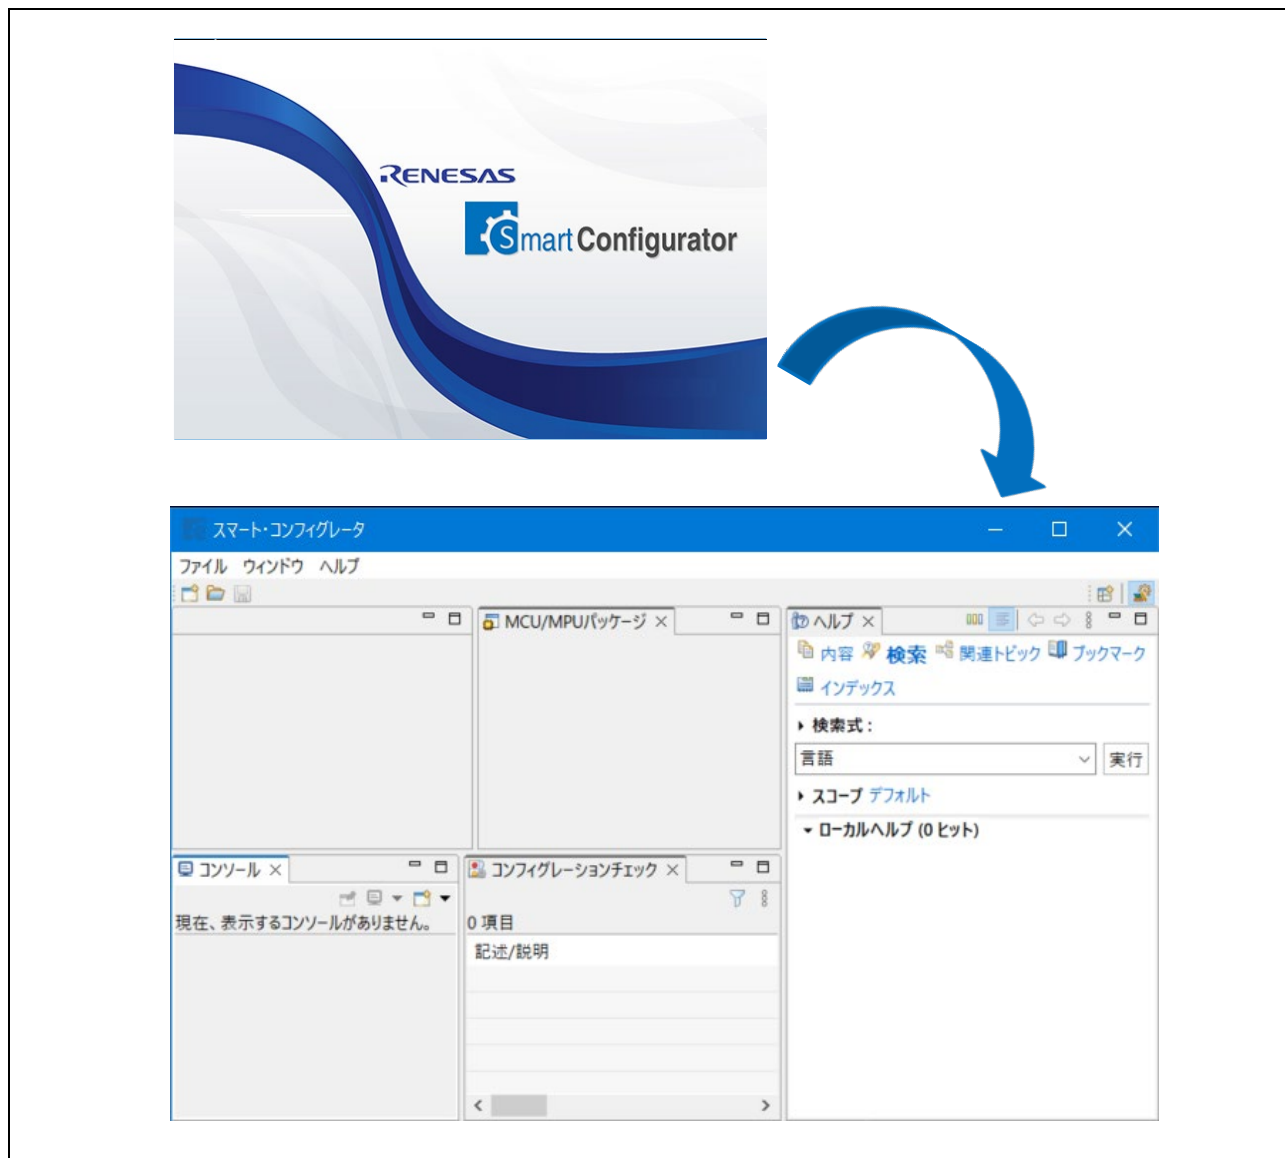 RENESAS
Smart Configurator
スマート・コンフィグレータ
ファイル ウィンドウ ヘルプ
MCU/MPUパッケージ
ヘルプ
内容 検索 関連トピック ブックマーク
インデックス
検索式 :
言語
実行
スコープ デフォルト
ローカルヘルプ (0 ヒット)
コンソール
現在、表示するコンソールがありません。
コンフィグレーションチェック
0 項目
記述/説明